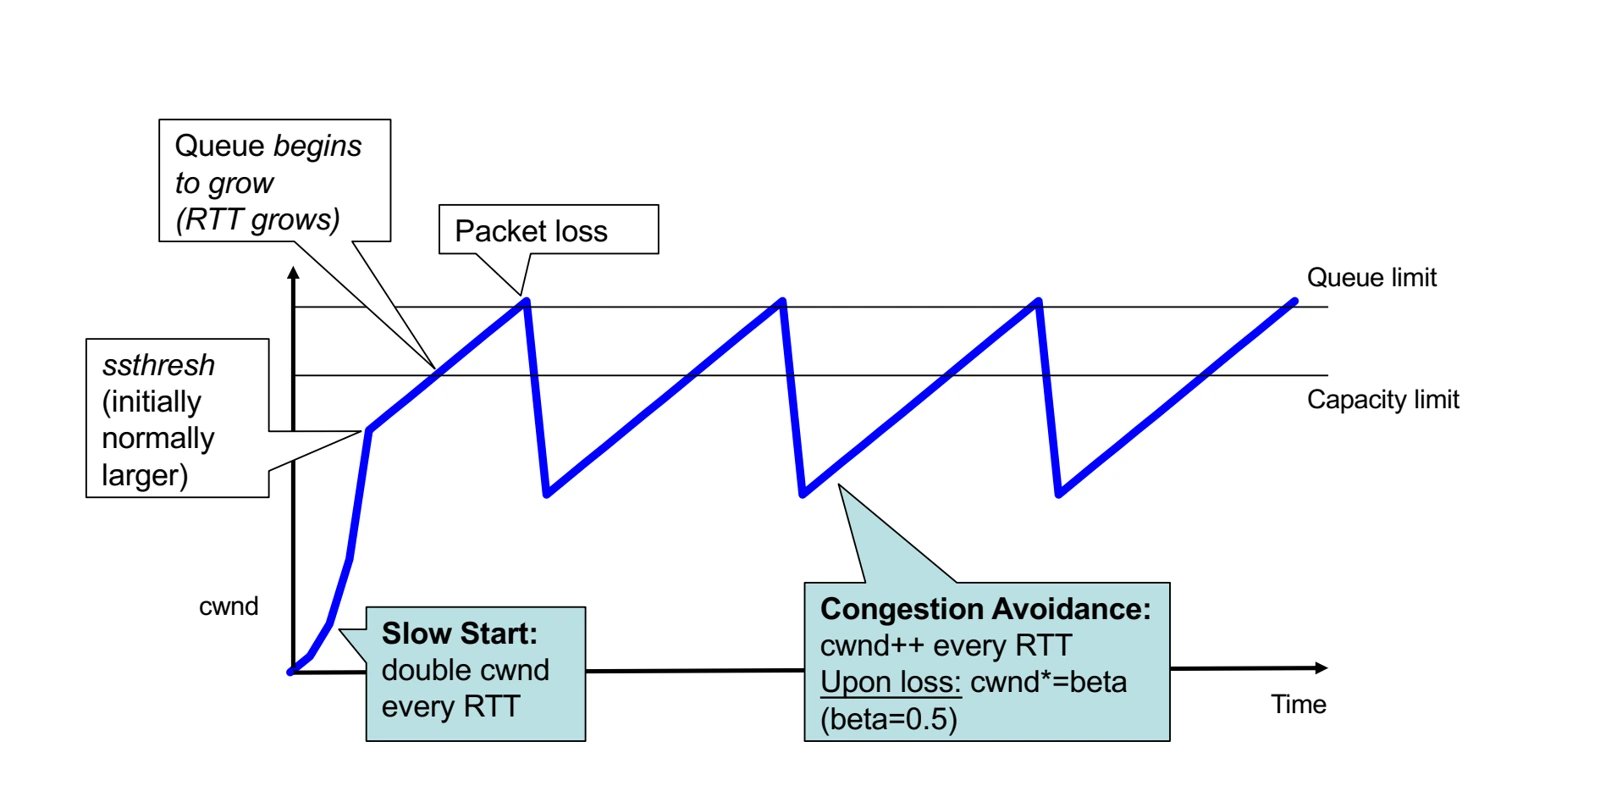 Queue begins
to grow
(RTT grows)
Packet loss
Queue limit
ssthresh
(initially
normally
larger)
Capacity limit
cwnd
Slow Start:
double cwnd
every RTT
Congestion Avoidance:
cwnd++ every RTT
Upon loss: cwnd*=beta
(beta=0.5)
Time